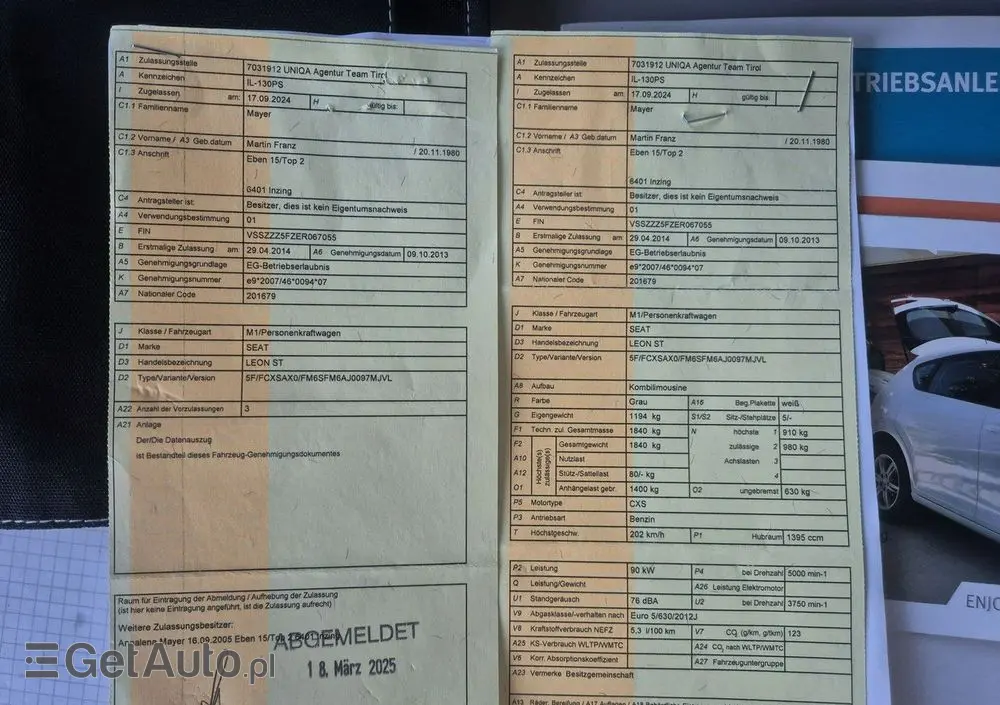 A1 Zulassungsstelle 7031912 UNIQA Agentur Team Tirol
A Kennzeichen IL-130PS
I Zugelassen am: 17.09.2024 H gültig bis:
C1.1 Familienname Mayer
C1.2 Vorname / A3 Geb.datum Martin Franz / 20.11.1980
C1.3 Anschrift Eben 15/Top 2
6401 Inzing
C4 Antragsteller ist: Besitzer, dies ist kein Eigentumsnachweis
A4 Verwendungsbestimmung 01
E FIN VSSZZZ5FZER067055
B Erstmalige Zulassung am: 29.04.2014 A6 Genehmigungsdatum 09.10.2013
A5 Genehmigungsgrundlage EG-Betriebserlaubnis
K Genehmigungsnummer e9*2007/46*0094*07
A7 Nationaler Code 201679
J Klasse / Fahrzeugart M1/Personenkraftwagen
D1 Marke SEAT
D3 Handelsbezeichnung LEON ST
D2 Type/Variante/Version 5F/FCXSAX0/FM6SFM6AJ0097MJVL
A22 Anzahl der Vorzulassungen 3
A21 Anlage
Der/Die Datenauszug
ist Bestandteil dieses Fahrzeug-Genehmigungsdokumentes
Raum für Eintragung der Abmeldung / Aufhebung der Zulassung
(ist hier keine Eintragung angeführt, ist die Zulassung aufrecht)
Weitere Zulassungsbesitzer:
Annalena Mayer 16.09.2005 Eben 15/Top 2 6401 Inzing
ABGEMELDET
18. März 2025
A1 Zulassungsstelle 7031912 UNIQA Agentur Team Tirol
A Kennzeichen IL-130PS
I Zugelassen am: 17.09.2024 H gültig bis:
C1.1 Familienname Mayer
C1.2 Vorname / A3 Geb.datum Martin Franz / 20.11.1980
C1.3 Anschrift Eben 15/Top 2
6401 Inzing
C4 Antragsteller ist: Besitzer, dies ist kein Eigentumsnachweis
A4 Verwendungsbestimmung 01
E FIN VSSZZZ5FZER067055
B Erstmalige Zulassung am: 29.04.2014 A6 Genehmigungsdatum 09.10.2013
A5 Genehmigungsgrundlage EG-Betriebserlaubnis
K Genehmigungsnummer e9*2007/46*0094*07
A7 Nationaler Code 201679
J Klasse / Fahrzeugart M1/Personenkraftwagen
D1 Marke SEAT
D3 Handelsbezeichnung LEON ST
D2 Type/Variante/Version 5F/FCXSAX0/FM6SFM6AJ0097MJVL
A8 Aufbau Kombilimousine
R Farbe Grau A16 Beg.Plakette weiß
G Eigengewicht 1194 kg S1/S2 Sitz-/Stehplätze 5/-
F1 Techn. zul. Gesamtmasse 1840 kg N höchste 1 910 kg
F2 Höchste(s) zulässige(s) Gesamtgewicht 1840 kg zulässige 2 980 kg
A10 Nutzlast Achslasten 3
A12 Stütz-/Sattellast 80/- kg 4
O1 Anhängelast gebr. 1400 kg O2 ungebremst 630 kg
P5 Motortype CXS
P3 Antriebsart Benzin
T Höchstgeschw. 202 km/h P1 Hubraum 1395 ccm
P2 Leistung 90 kW P4 bei Drehzahl 5000 min-1
Q Leistung/Gewicht A26 Leistung Elektromotor
U1 Standgeräusch 76 dBA U2 bei Drehzahl 3750 min-1
V9 Abgasklasse/-verhalten nach Euro 5/630/2012J
V8 Kraftstoffverbrauch NEFZ 5,3 l/100 km V7 CO₂ (g/km, g/tkm) 123
A25 KS-Verbrauch WLTP/WMTC A24 CO₂ nach WLTP/WMTC
V5 Korr. Absorptionskoeffizient A27 Fahrzeuguntergruppe
A23 Vermerke Besitzgemeinschaft
TRIEBSANLE
ENJO
GetAuto.pl